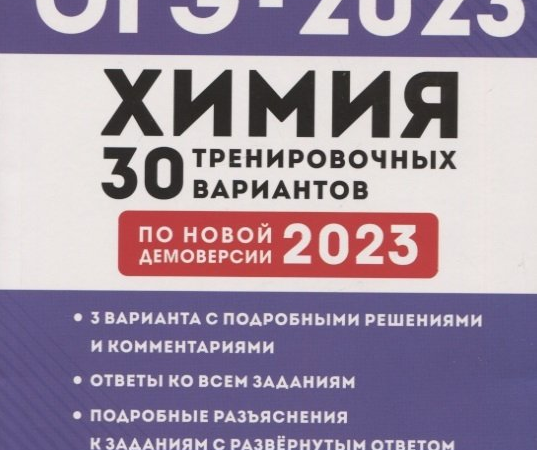 ОГЭ - 2023
ХИМИЯ
30 ТРЕНИРОВОЧНЫХ
ВАРИАНТОВ
ПО НОВОЙ
ДЕМОВЕРСИИ 2023
• 3 ВАРИАНТА С ПОДРОБНЫМИ РЕШЕНИЯМИ
И КОММЕНТАРИЯМИ
• ОТВЕТЫ КО ВСЕМ ЗАДАНИЯМ
• ПОДРОБНЫЕ РАЗЪЯСНЕНИЯ
К ЗАДАНИЯМ С РАЗВЁРНУТЫМ ОТВЕТОМ